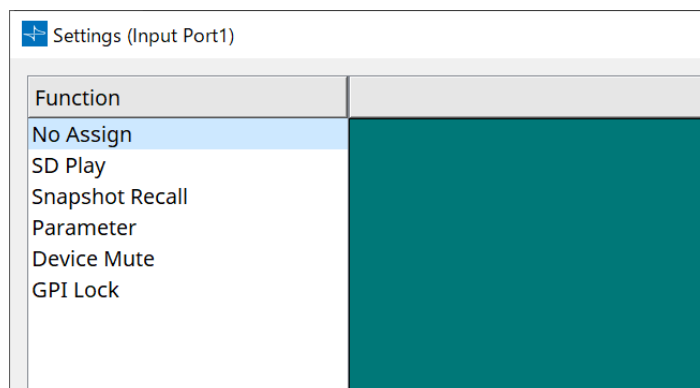 Settings (Input Port1)
Function
No Assign
SD Play
Snapshot Recall
Parameter
Device Mute
GPI Lock